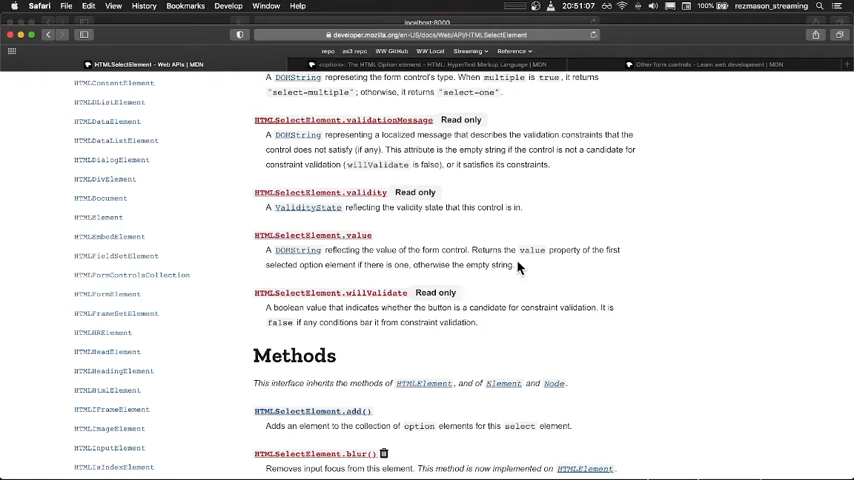 Safari File Edit View History Bookmarks Develop Window Help 100% 20:51:07 rezmason_streaming
localhost:8000
developer.mozilla.org/en-US/docs/Web/API/HTMLSelectElement
repo as3 repo WW GitHub WW Local Streaming Reference
HTMLSelectElement - Web APIs | MDN <option>: The HTML Option element - HTML: HyperText Markup Language | MDN Other form controls - Learn web development | MDN
HTMLContentElement
HTMLDListElement
HTMLDataElement
HTMLDataListElement
HTMLDialogElement
HTMLDivElement
HTMLDocument
HTMLElement
HTMLEmbedElement
HTMLFieldSetElement
HTMLFormControlsCollection
HTMLFormElement
HTMLFrameSetElement
HTMLHRElement
HTMLHeadElement
HTMLHeadingElement
HTMLHtmlElement
HTMLIFrameElement
HTMLImageElement
HTMLInputElement
HTMLIsIndexElement
A DOMString represeting the form control's type. When multiple is true, it returns
"select-multiple"; otherwise, it returns "select-one".
HTMLSelectElement.validationMessage Read only
A DOMString representing a localized message that describes the validation constraints that the
control does not satisfy (if any). This attribute is the empty string if the control is not a candidate for
constraint validation (willValidate is false), or it satisfies its constraints.
HTMLSelectElement.validity Read only
A ValidityState reflecting the validity state that this control is in.
HTMLSelectElement.value
A DOMString reflecting the value of the form control. Returns the value property of the first
selected option element if there is one, otherwise the empty string.
HTMLSelectElement.willValidate Read only
A boolean value that indicates whether the button is a candidate for constraint validation. It is
false if any conditions bar it from constraint validation.
Methods
This interface inherits the methods of HTMLElement, and of Element and Node.
HTMLSelectElement.add()
Adds an element to the collection of option elements for this select element.
HTMLSelectElement.blur()
Removes input focus from this element. This method is now implemented on HTMLElement.